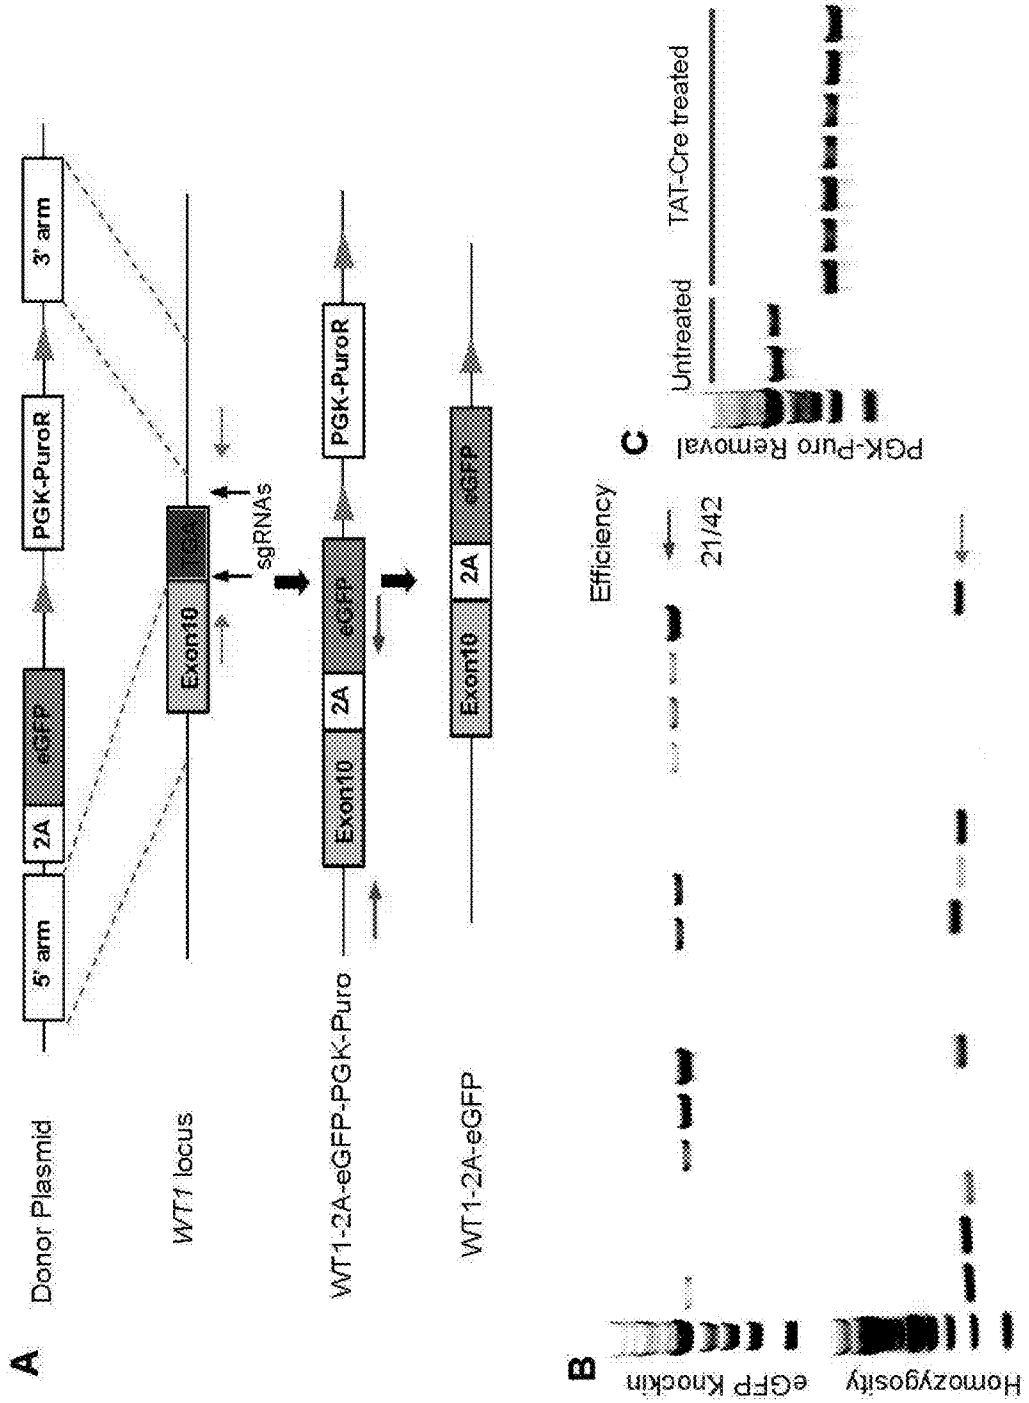 A
Donor Plasmid
5' arm
2A
eGFP
PGK-PuroR
3' arm
WT1 locus
Exon10
TGA
sgRNAs
WT1-2A-eGFP-PGK-Puro
Exon10
2A
eGFP
PGK-PuroR
WT1-2A-eGFP
Exon10
2A
eGFP
B
eGFP Knockin
Efficiency
21/42
Homozygosity
C
PGK-Puro Removal
Untreated
TAT-Cre treated